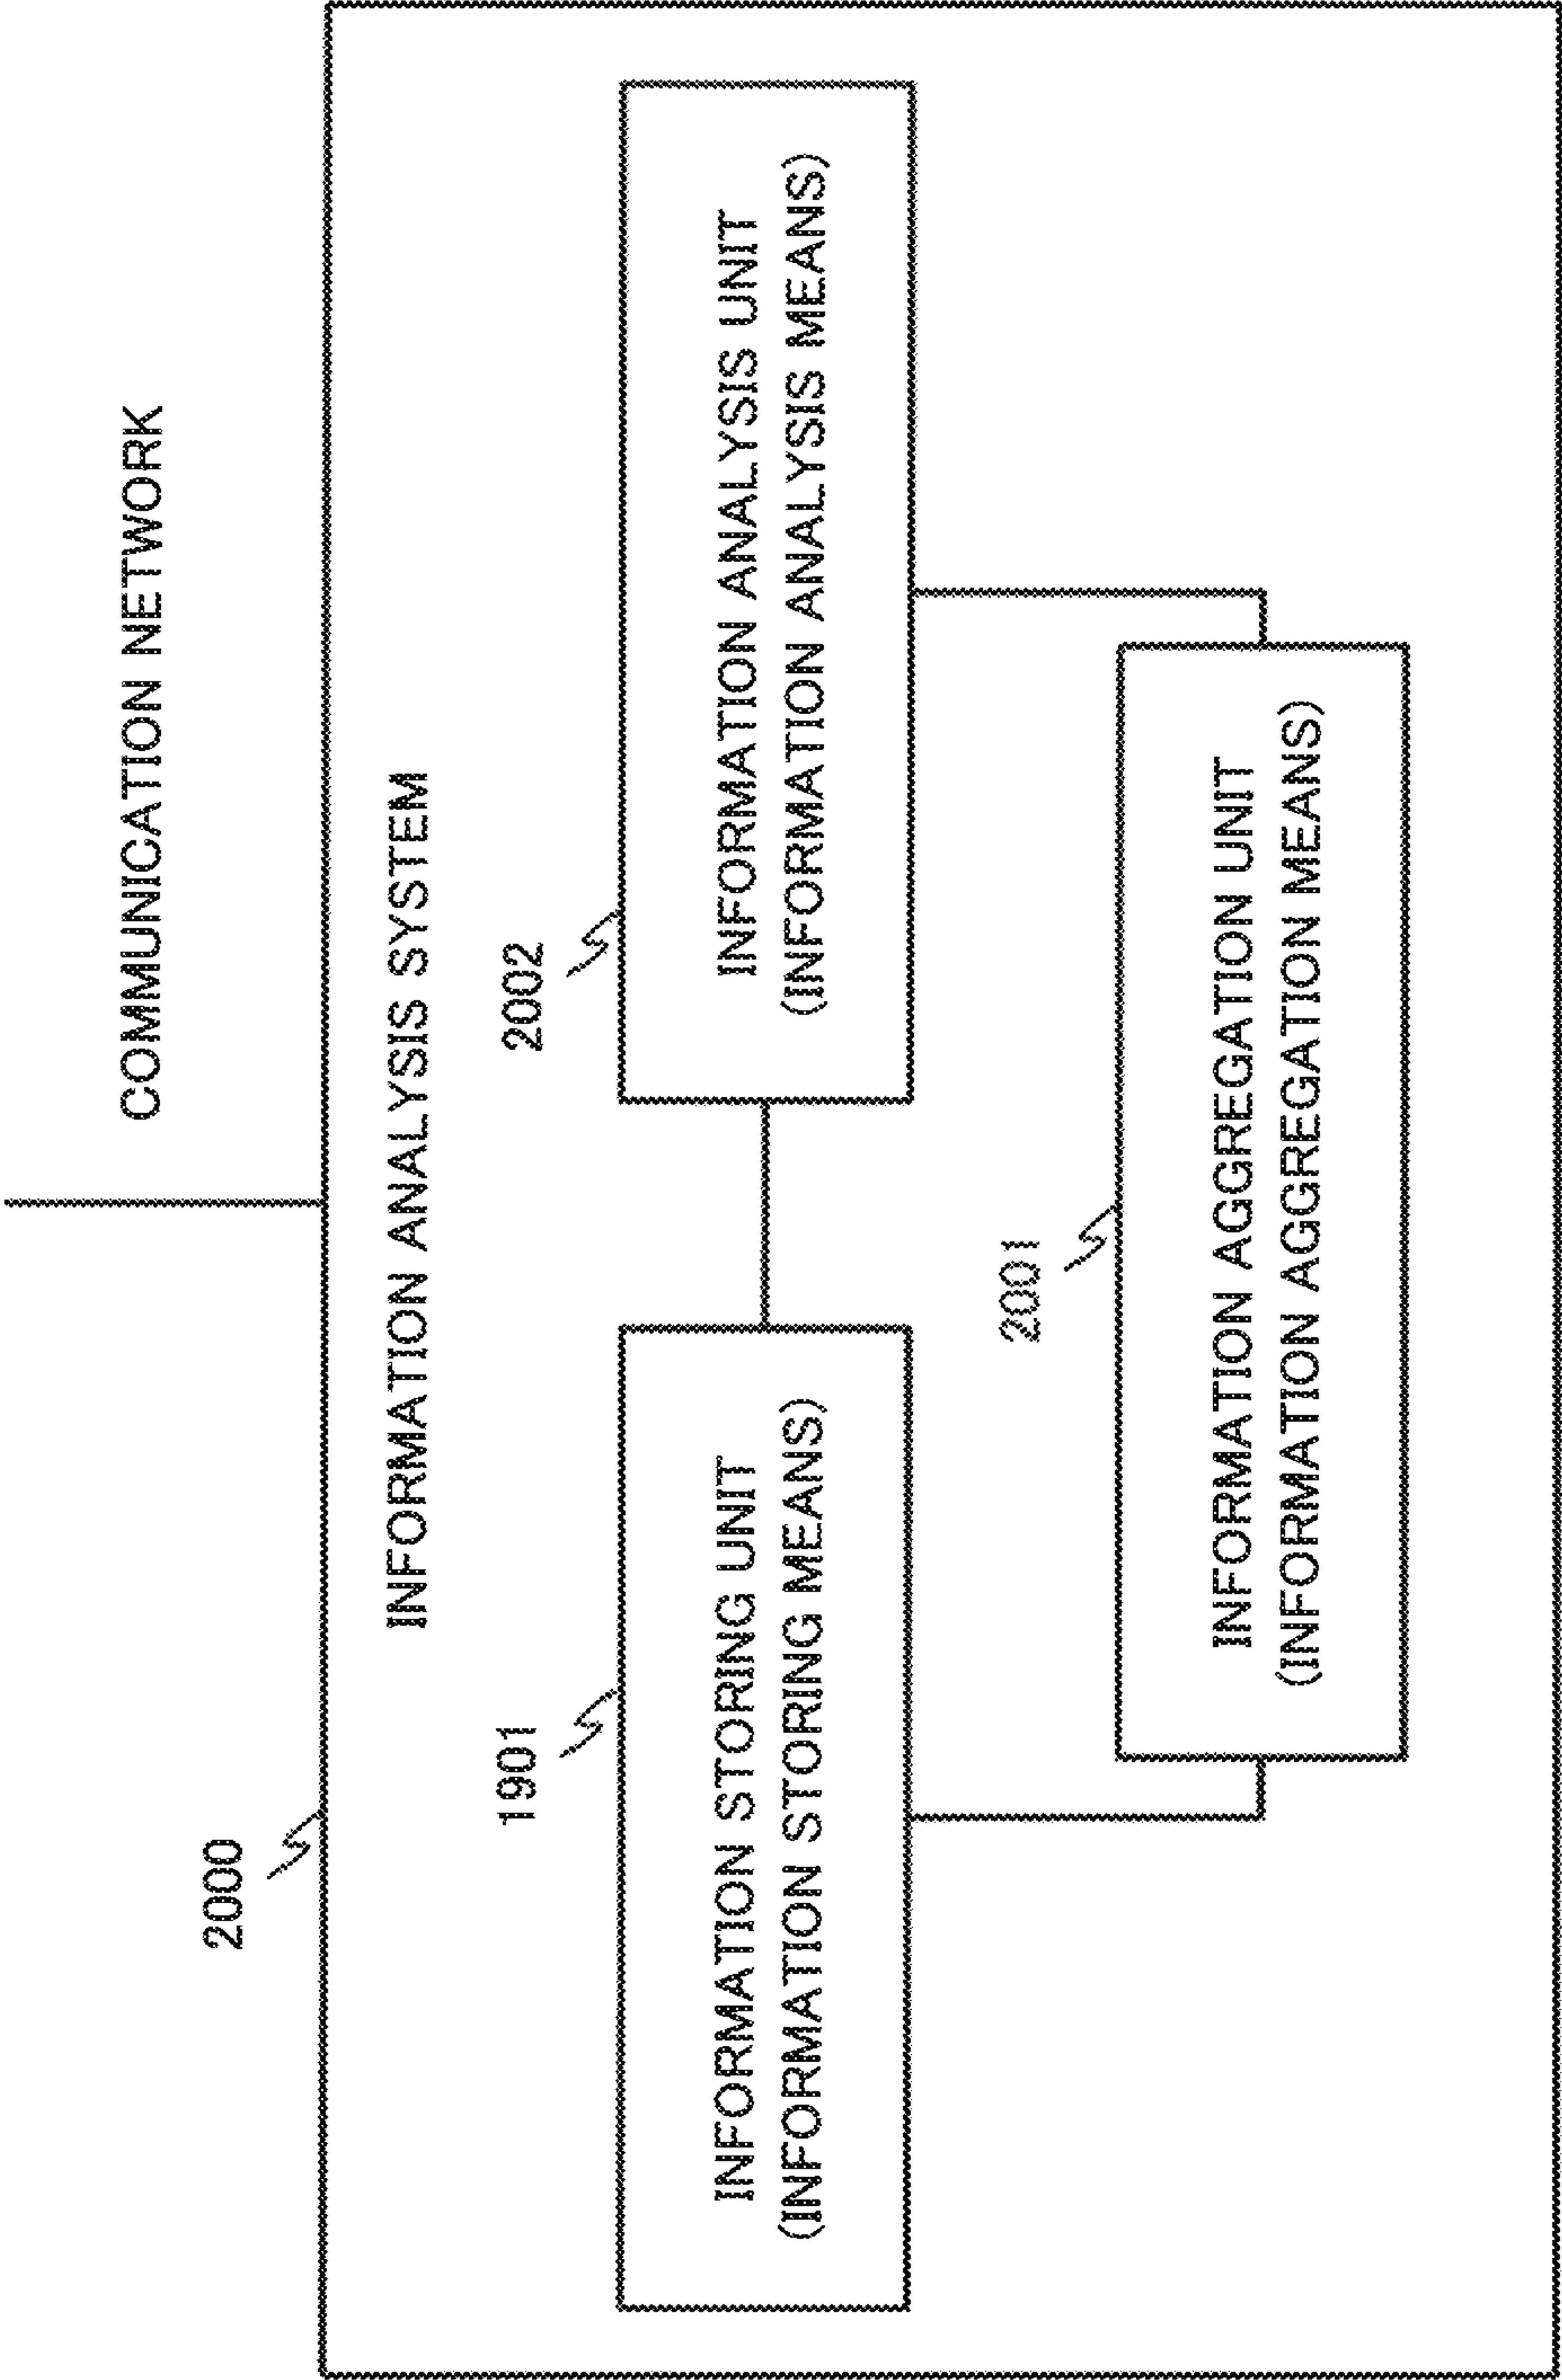 COMMUNICATION NETWORK
2000
INFORMATION ANALYSIS SYSTEM
1901
INFORMATION STORING UNIT
(INFORMATION STORING MEANS)
2002
INFORMATION ANALYSIS UNIT
(INFORMATION ANALYSIS MEANS)
2001
INFORMATION AGGREGATION UNIT
(INFORMATION AGGREGATION MEANS)